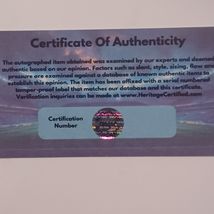 Certificate Of Authenticity
The autographed item obtained was examined by our experts and deemed
authentic based on our opinion. Factors such as slant, style, sizing, flow and
pressure are examined against a database of known authentic items to
establish this opinion. The item has been affixed with a serial numbered
tamper-proof label that matches our database and this certificate.
Verification inquiries can be made at www.HeritageCertified.com.
Certification
Number